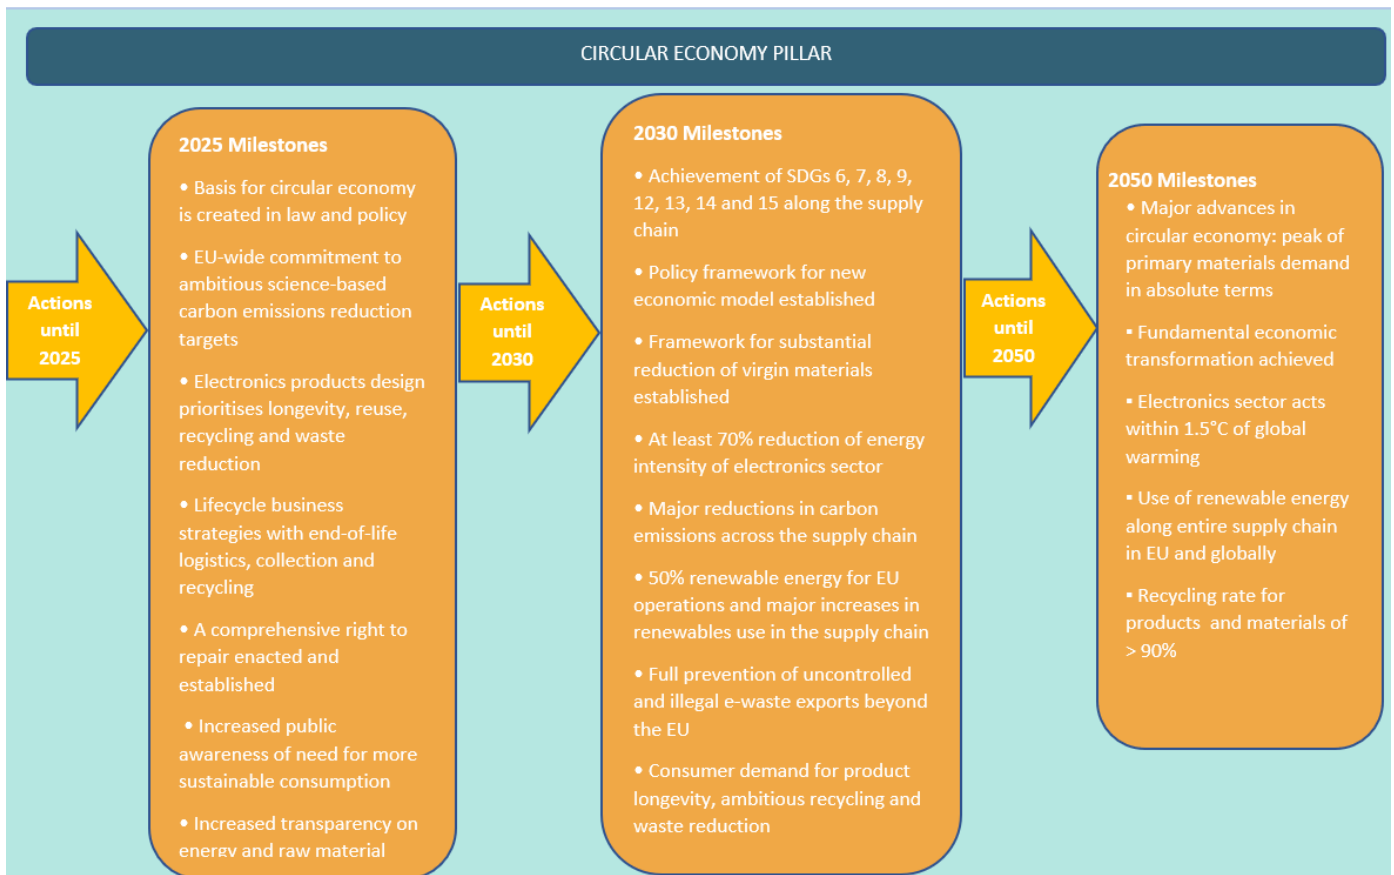 CIRCULAR ECONOMY PILLAR
Actions
until
2025
2025 Milestones
• Basis for circular economy
is created in law and policy
• EU-wide commitment to
ambitious science-based
carbon emissions reduction
targets
• Electronics products design
prioritises longevity, reuse,
recycling and waste
reduction
• Lifecycle business
strategies with end-of-life
logistics, collection and
recycling
• A comprehensive right to
repair enacted and
established
• Increased public
awareness of need for more
sustainable consumption
• Increased transparency on
energy and raw material
Actions
until
2030
2030 Milestones
• Achievement of SDGs 6, 7, 8, 9,
12, 13, 14 and 15 along the supply
chain
• Policy framework for new
economic model established
• Framework for substantial
reduction of virgin materials
established
• At least 70% reduction of energy
intensity of electronics sector
• Major reductions in carbon
emissions across the supply chain
• 50% renewable energy for EU
operations and major increases in
renewables use in the supply chain
• Full prevention of uncontrolled
and illegal e-waste exports beyond
the EU
• Consumer demand for product
longevity, ambitious recycling and
waste reduction
Actions
until
2050
2050 Milestones
• Major advances in
circular economy: peak of
primary materials demand
in absolute terms
▪ Fundamental economic
transformation achieved
▪ Electronics sector acts
within 1.5°C of global
warming
▪ Use of renewable energy
along entire supply chain
in EU and globally
▪ Recycling rate for
products and materials of
> 90%